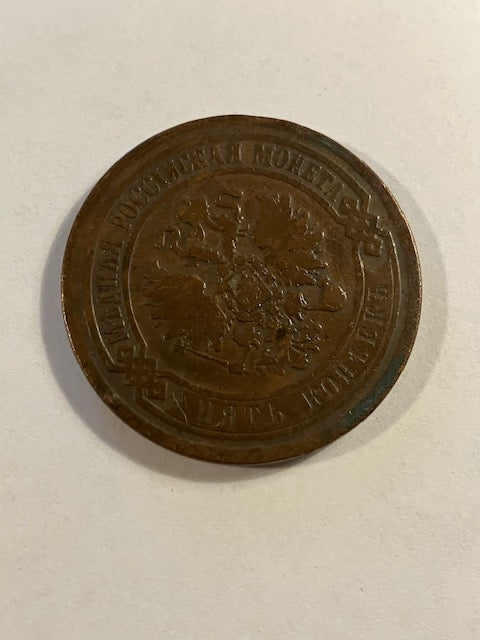 МѢДНАЯ РОССІЙСКАЯ МОНЕТА
ПЯТЬ КОПѢЕКЪ